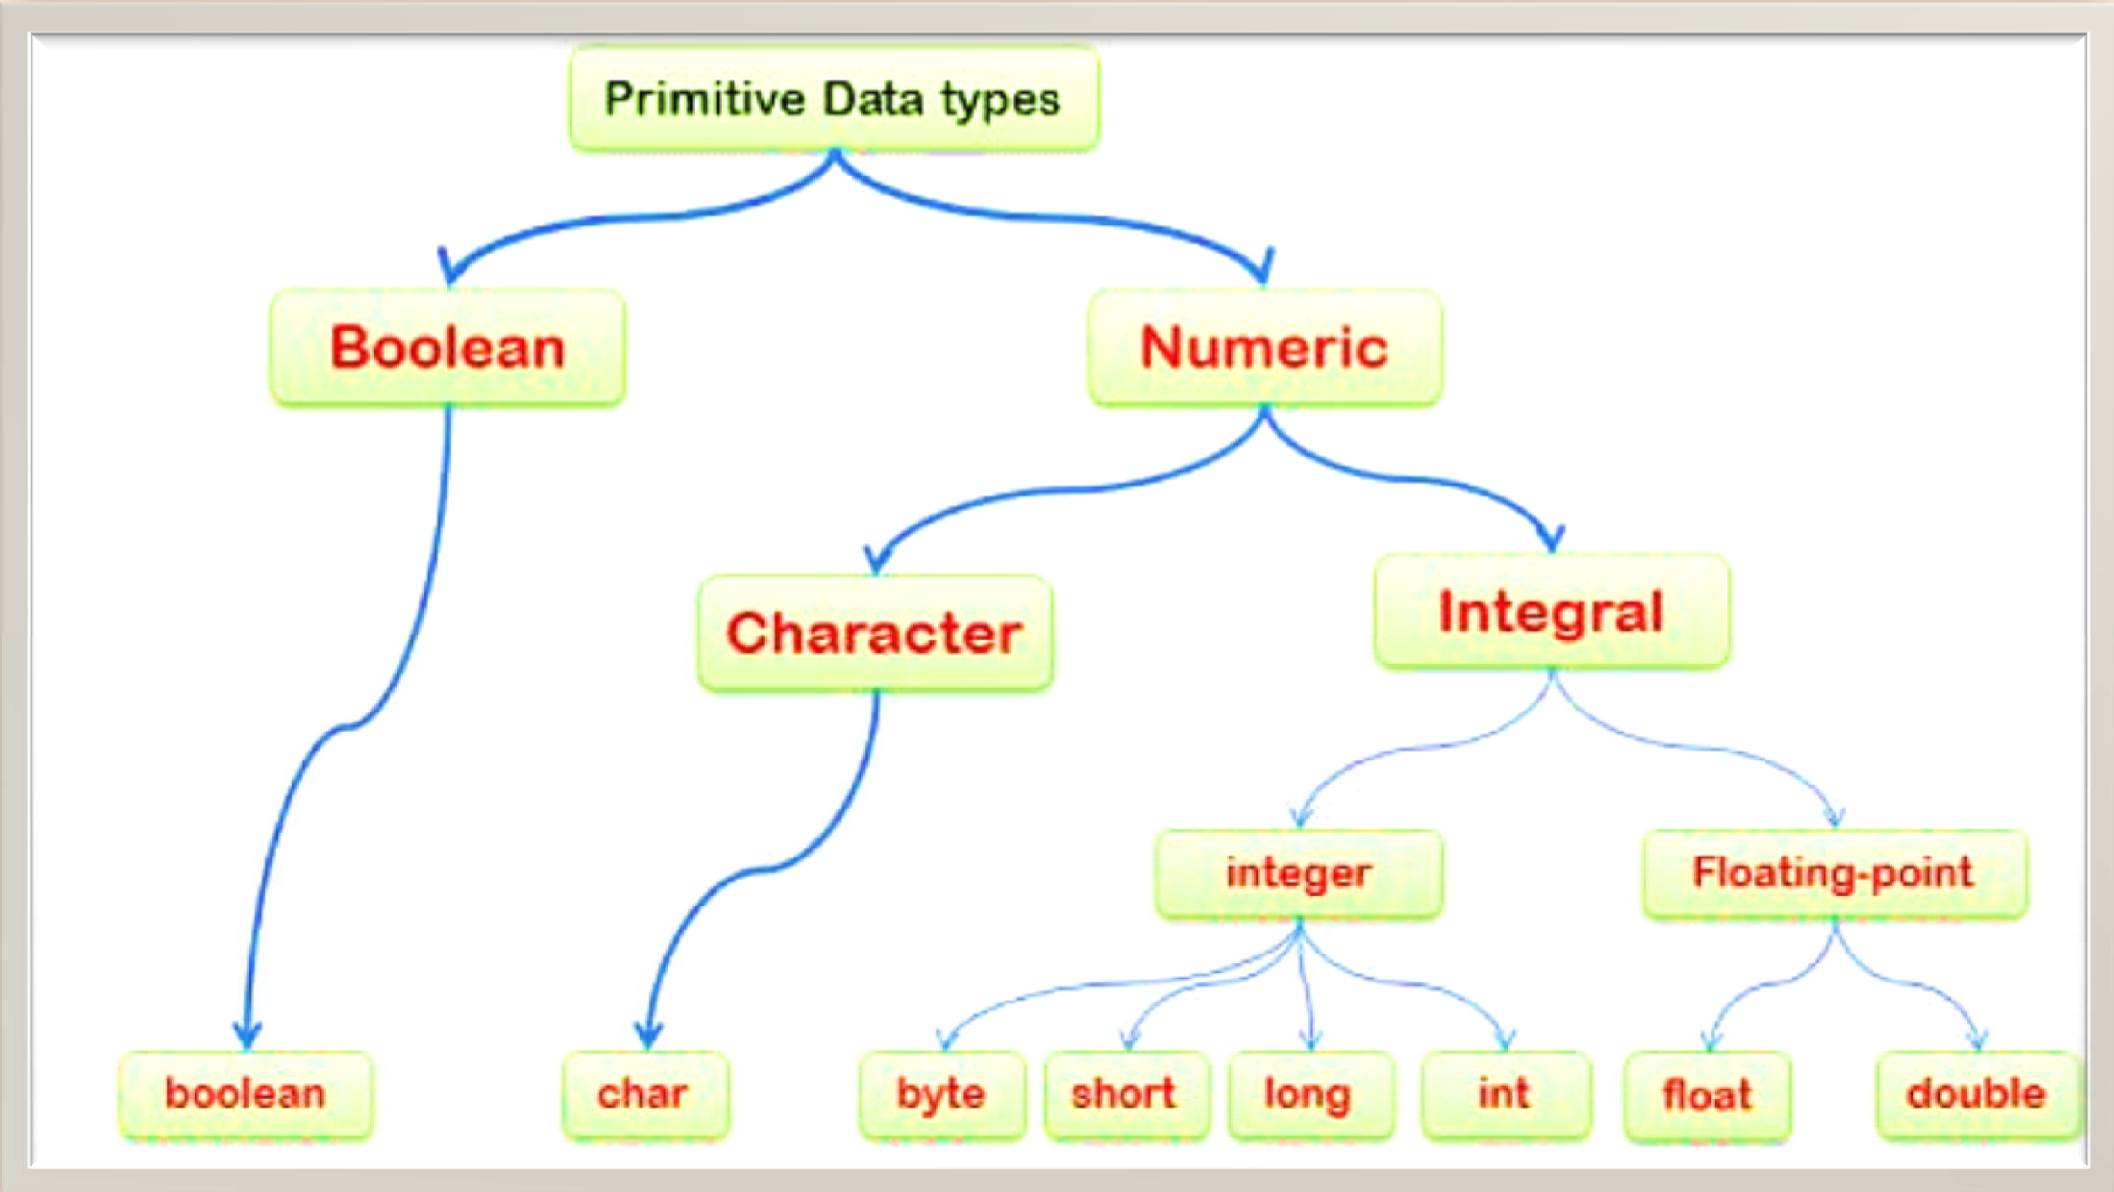 Primitive Data types
Boolean
Numeric
Character
Integral
integer
Floating-point
boolean
char
byte
short
long
int
float
double